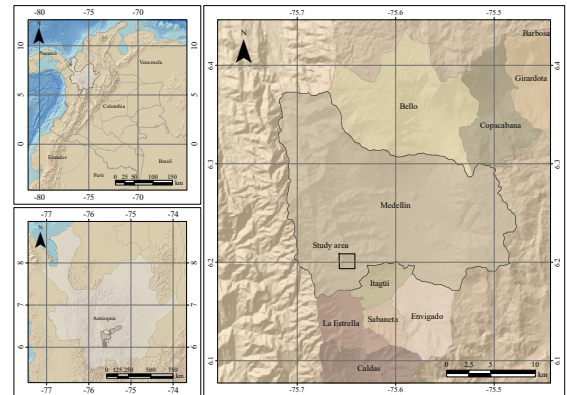 -80
-75
-70
N
Panamá
Venezuela
Colombia
Ecuador
Perú
Brasil
10
5
0
10
5
0
0 25 50 100 150
km
-80
-75
-70
-77
-76
-75
-74
N
Antioquia
8
7
6
8
7
6
0 125 250 500 750
km
-77
-76
-75
-74
-75.7
-75.6
-75.5
N
Barbosa
Girardota
Bello
Copacabana
Medellín
Study area
Itagüí
La Estrella
Sabaneta
Envigado
Caldas
6.4
6.3
6.2
6.1
6.4
6.3
6.2
6.1
0 2.5 5 10
km
-75.7
-75.6
-75.5